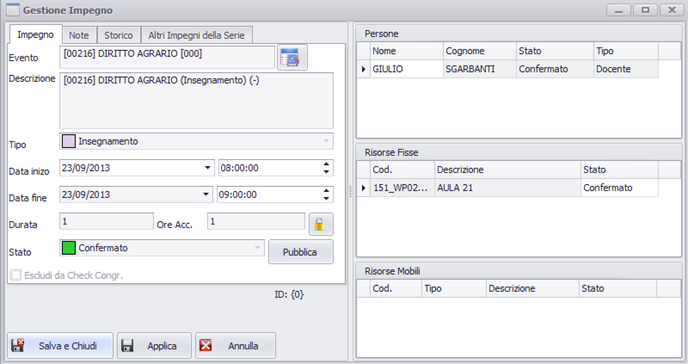 Gestione Impegno
Impegno Note Storico Altri Impegni della Serie
Evento [00216] DIRITTO AGRARIO [000]
Descrizione [00216] DIRITTO AGRARIO (Insegnamento) (-)
Tipo Insegnamento
Data inizo 23/09/2013 08:00:00
Data fine 23/09/2013 09:00:00
Durata 1 Ore Acc. 1
Stato Confermato Pubblica
Escludi da Check Congr.
ID: {0}
Salva e Chiudi Applica Annulla
Persone
Nome Cognome Stato Tipo
GIULIO SGARBANTI Confermato Docente
Risorse Fisse
Cod. Descrizione Stato
151_WP02... AULA 21 Confermato
Risorse Mobili
Cod. Tipo Descrizione Stato